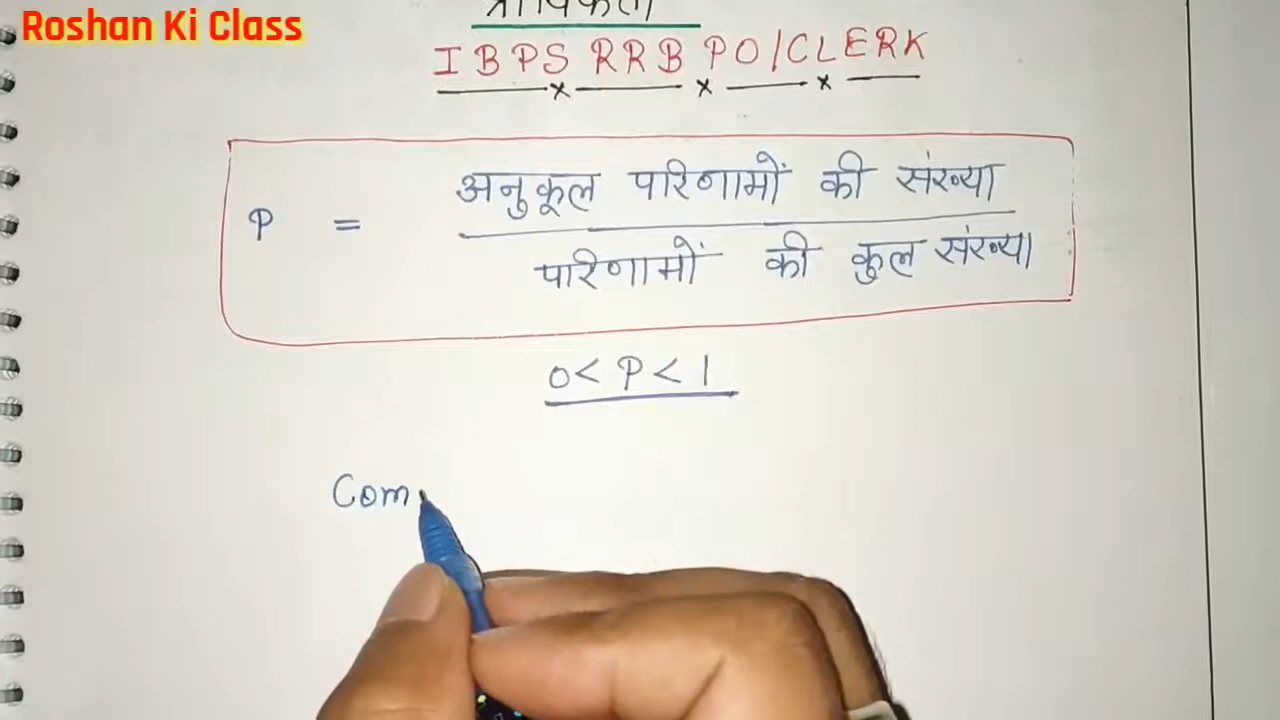 Roshan Ki Class
IBPS RRB PO/CLERK
P = अनुकूल परिणामों की संख्या
परिणामों की कुल संख्या
0 < P < 1
Com